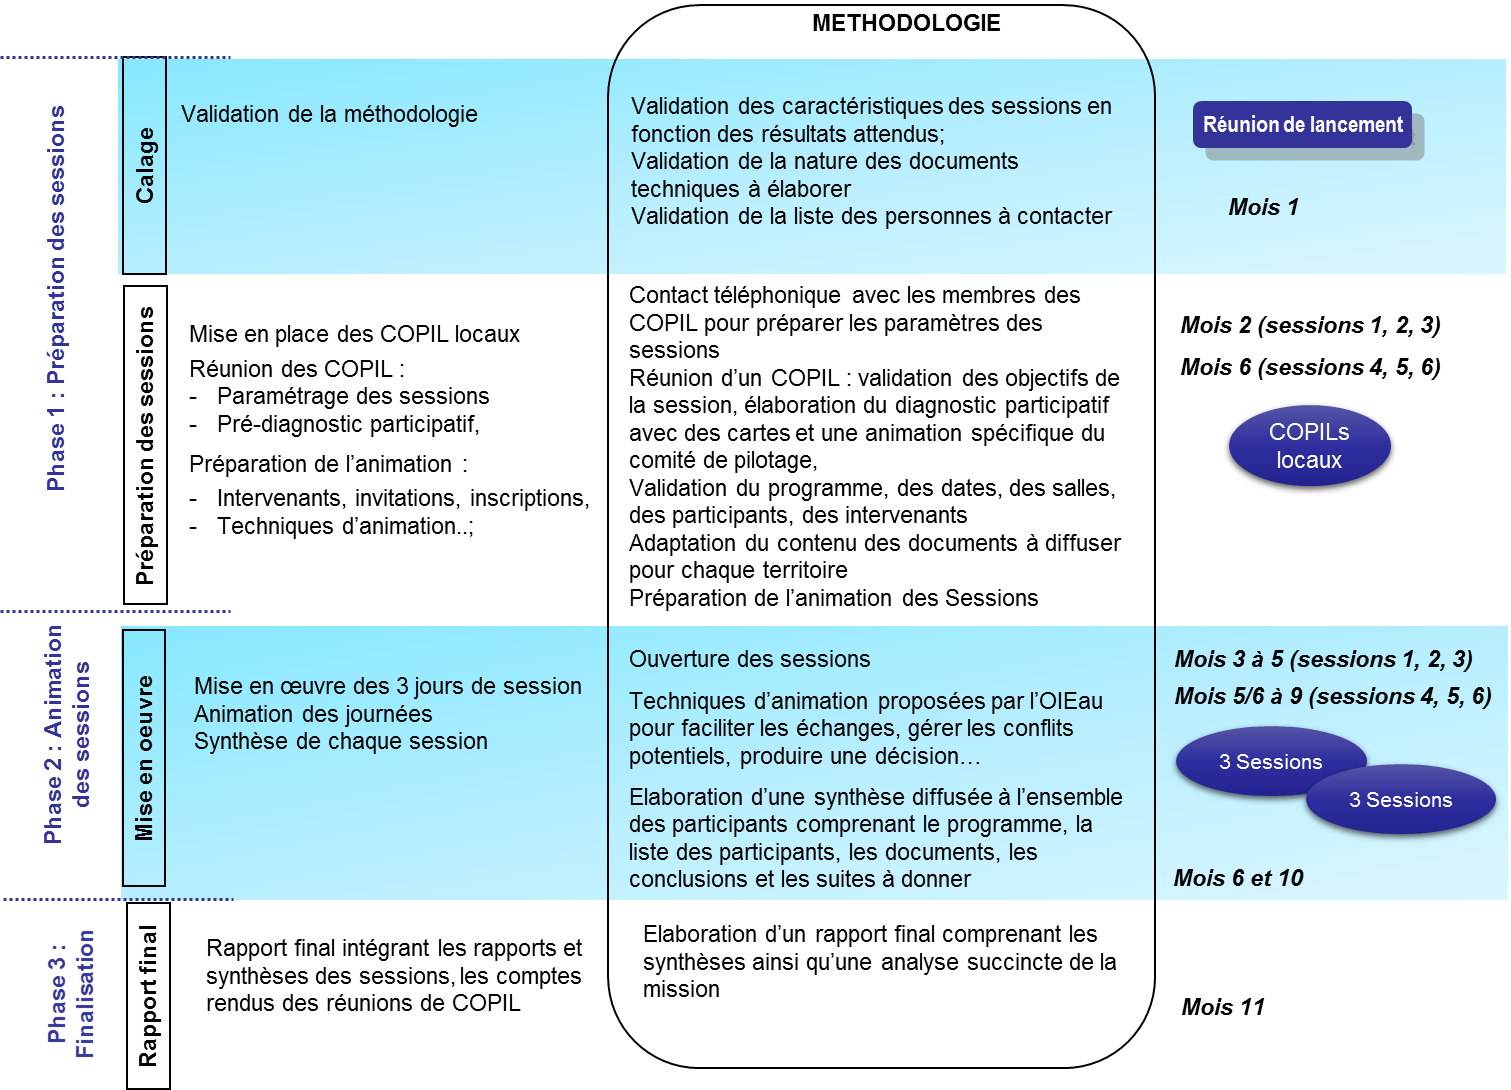 METHODOLOGIE
Phase 1 : Préparation des sessions
Calage
Validation de la méthodologie
Validation des caractéristiques des sessions en
fonction des résultats attendus;
Validation de la nature des documents
techniques à élaborer
Validation de la liste des personnes à contacter
Réunion de lancement
Mois 1
Préparation des sessions
Mise en place des COPIL locaux
Réunion des COPIL :
- Paramétrage des sessions
- Pré-diagnostic participatif,
Préparation de l’animation :
- Intervenants, invitations, inscriptions,
- Techniques d’animation..;
Contact téléphonique avec les membres des
COPIL pour préparer les paramètres des
sessions
Réunion d’un COPIL : validation des objectifs de
la session, élaboration du diagnostic participatif
avec des cartes et une animation spécifique du
comité de pilotage,
Validation du programme, des dates, des salles,
des participants, des intervenants
Adaptation du contenu des documents à diffuser
pour chaque territoire
Préparation de l’animation des Sessions
Mois 2 (sessions 1, 2, 3)
Mois 6 (sessions 4, 5, 6)
COPILs
locaux
Phase 2 : Animation
des sessions
Mise en oeuvre
Mise en œuvre des 3 jours de session
Animation des journées
Synthèse de chaque session
Ouverture des sessions
Techniques d’animation proposées par l’OIEau
pour faciliter les échanges, gérer les conflits
potentiels, produire une décision…
Elaboration d’une synthèse diffusée à l’ensemble
des participants comprenant le programme, la
liste des participants, les documents, les
conclusions et les suites à donner
Mois 3 à 5 (sessions 1, 2, 3)
Mois 5/6 à 9 (sessions 4, 5, 6)
3 Sessions
3 Sessions
Mois 6 et 10
Phase 3 :
Finalisation
Rapport final
Rapport final intégrant les rapports et
synthèses des sessions, les comptes
rendus des réunions de COPIL
Elaboration d’un rapport final comprenant les
synthèses ainsi qu’une analyse succincte de la
mission
Mois 11